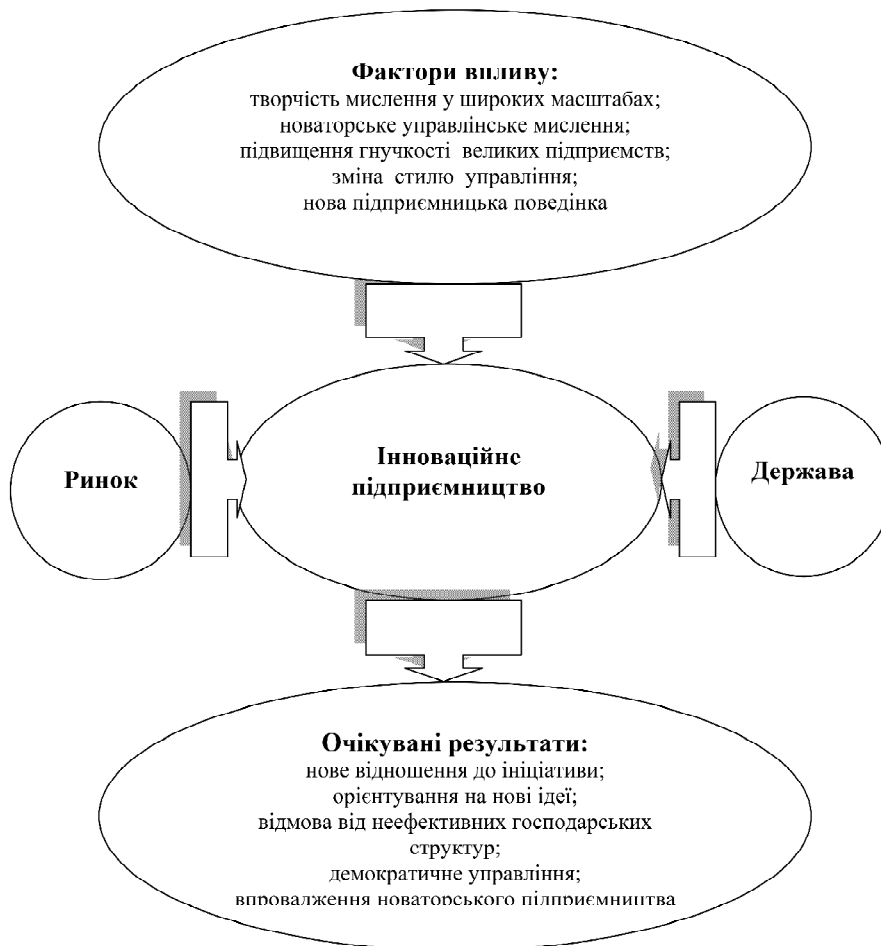 Фактори впливу:
творчість мислення у широких масштабах;
новаторське управлінське мислення;
підвищення гнучкості великих підприємств;
зміна стилю управління;
нова підприємницька поведінка
Ринок
Інноваційне
підприємництво
Держава
Очікувані результати:
нове відношення до ініціативи;
орієнтування на нові ідеї;
відмова від неефективних господарських
структур;
демократичне управління;
впровадження новаторського підприємництва